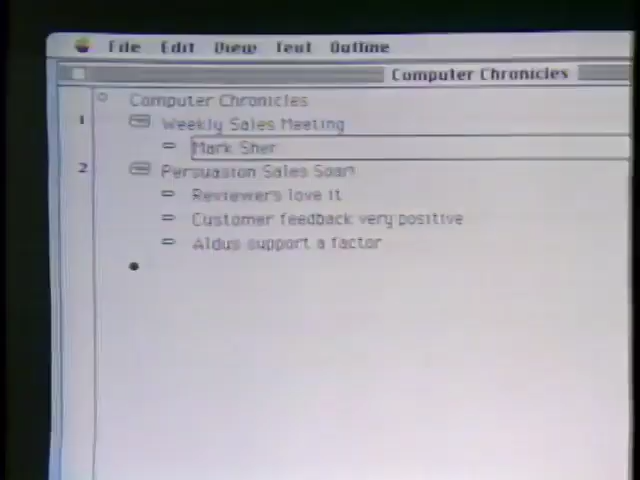 File Edit View Text Outline
Computer Chronicles
Computer Chronicles
1 Weekly Sales Meeting
Mark Sher
2 Persuasion Sales Soar!
Reviewers love it
Customer feedback very positive
Aldus support a factor